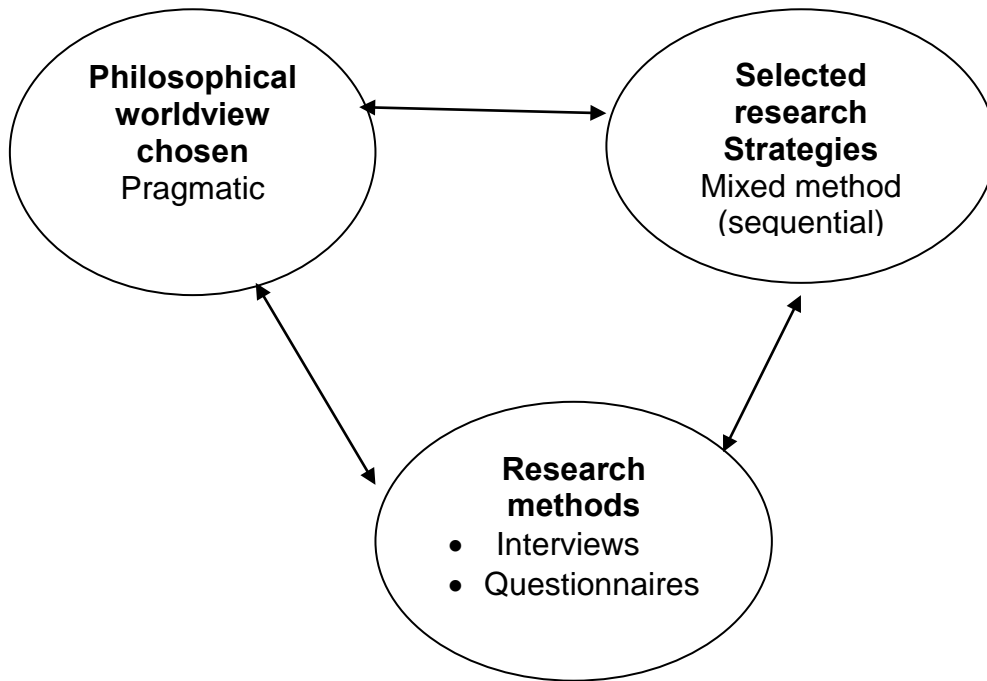 Philosophical
worldview
chosen
Pragmatic
Selected
research
Strategies
Mixed method
(sequential)
Research
methods
• Interviews
• Questionnaires